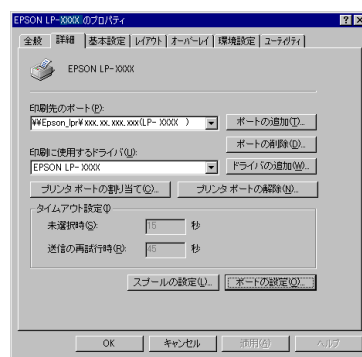 EPSON LP-XXXX のプロパティ
全般 詳細 基本設定 レイアウト オーバーレイ 環境設定 ユーティリティ
EPSON LP-XXXX
印刷先のポート(P):
¥¥Epson_lpr¥xxx.xx.xxx.xxx(LP- XXXX )
ポートの追加(T)...
ポートの削除(D)...
印刷に使用するドライバ(U):
EPSON LP-XXXX
ドライバの追加(W)...
プリンタ ポートの割り当て(C)... プリンタ ポートの解除(N)...
タイムアウト設定(I)
未選択時(S): 15 秒
送信の再試行時(R): 45 秒
スプールの設定(L)... ポートの設定(O)...
OK キャンセル 適用(A) ヘルプ